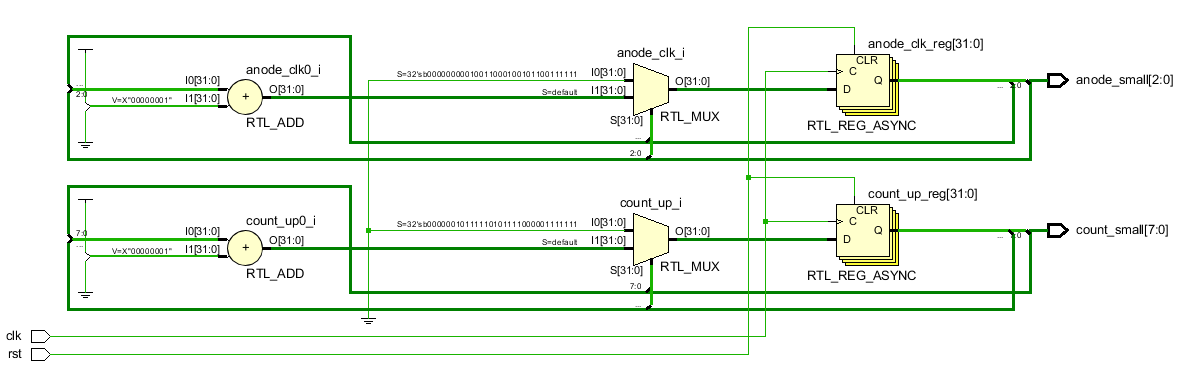 anode_clk0_i
I0[31:0]
I1[31:0]
O[31:0]
+
RTL_ADD
...
2:0
V=X"00000001"
anode_clk_i
S=32'sb00000000010011000100101100111111
I0[31:0]
S=default
I1[31:0]
O[31:0]
S[31:0]
RTL_MUX
...
2:0
anode_clk_reg[31:0]
CLR
C
Q
D
RTL_REG_ASYNC
...
2:0
anode_small[2:0]
count_up0_i
7:0
...
I0[31:0]
V=X"00000001"
I1[31:0]
O[31:0]
+
RTL_ADD
count_up_i
S=32'sb00000010111110101111000001111111
I0[31:0]
S=default
I1[31:0]
O[31:0]
S[31:0]
RTL_MUX
7:0
...
count_up_reg[31:0]
CLR
C
Q
D
RTL_REG_ASYNC
...
count_small[7:0]
clk
rst